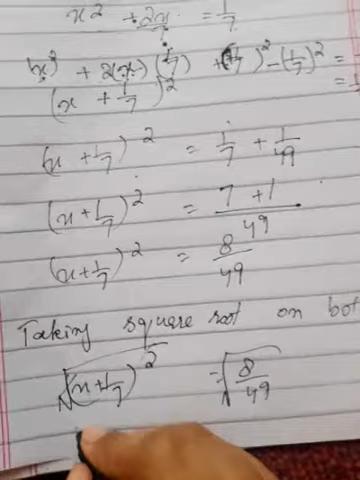 x² + 2x/7 = 1/7
(x)² + 2(x)(1/7) + (1/7)² - (1/7)² =
(x + 1/7)² =
(x + 1/7)² = 1/7 + 1/49
(x + 1/7)² = 7 + 1/49
(x + 1/7)² = 8/49
Taking square root on bot
√(x + 1/7)² = √8/49